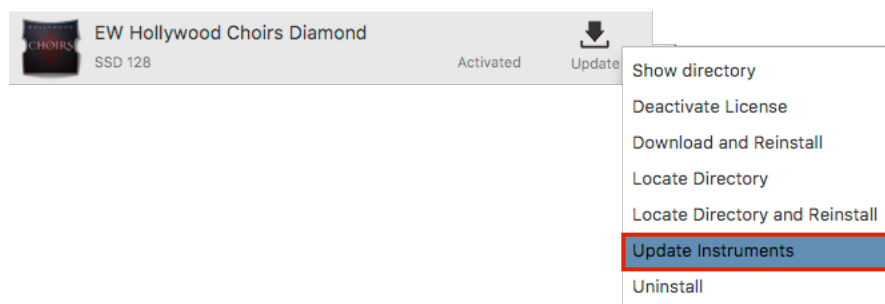 HOLLYWOOD
CHOIRS
EW Hollywood Choirs Diamond
SSD 128
Activated
Update
Show directory
Deactivate License
Download and Reinstall
Locate Directory
Locate Directory and Reinstall
Update Instruments
Uninstall